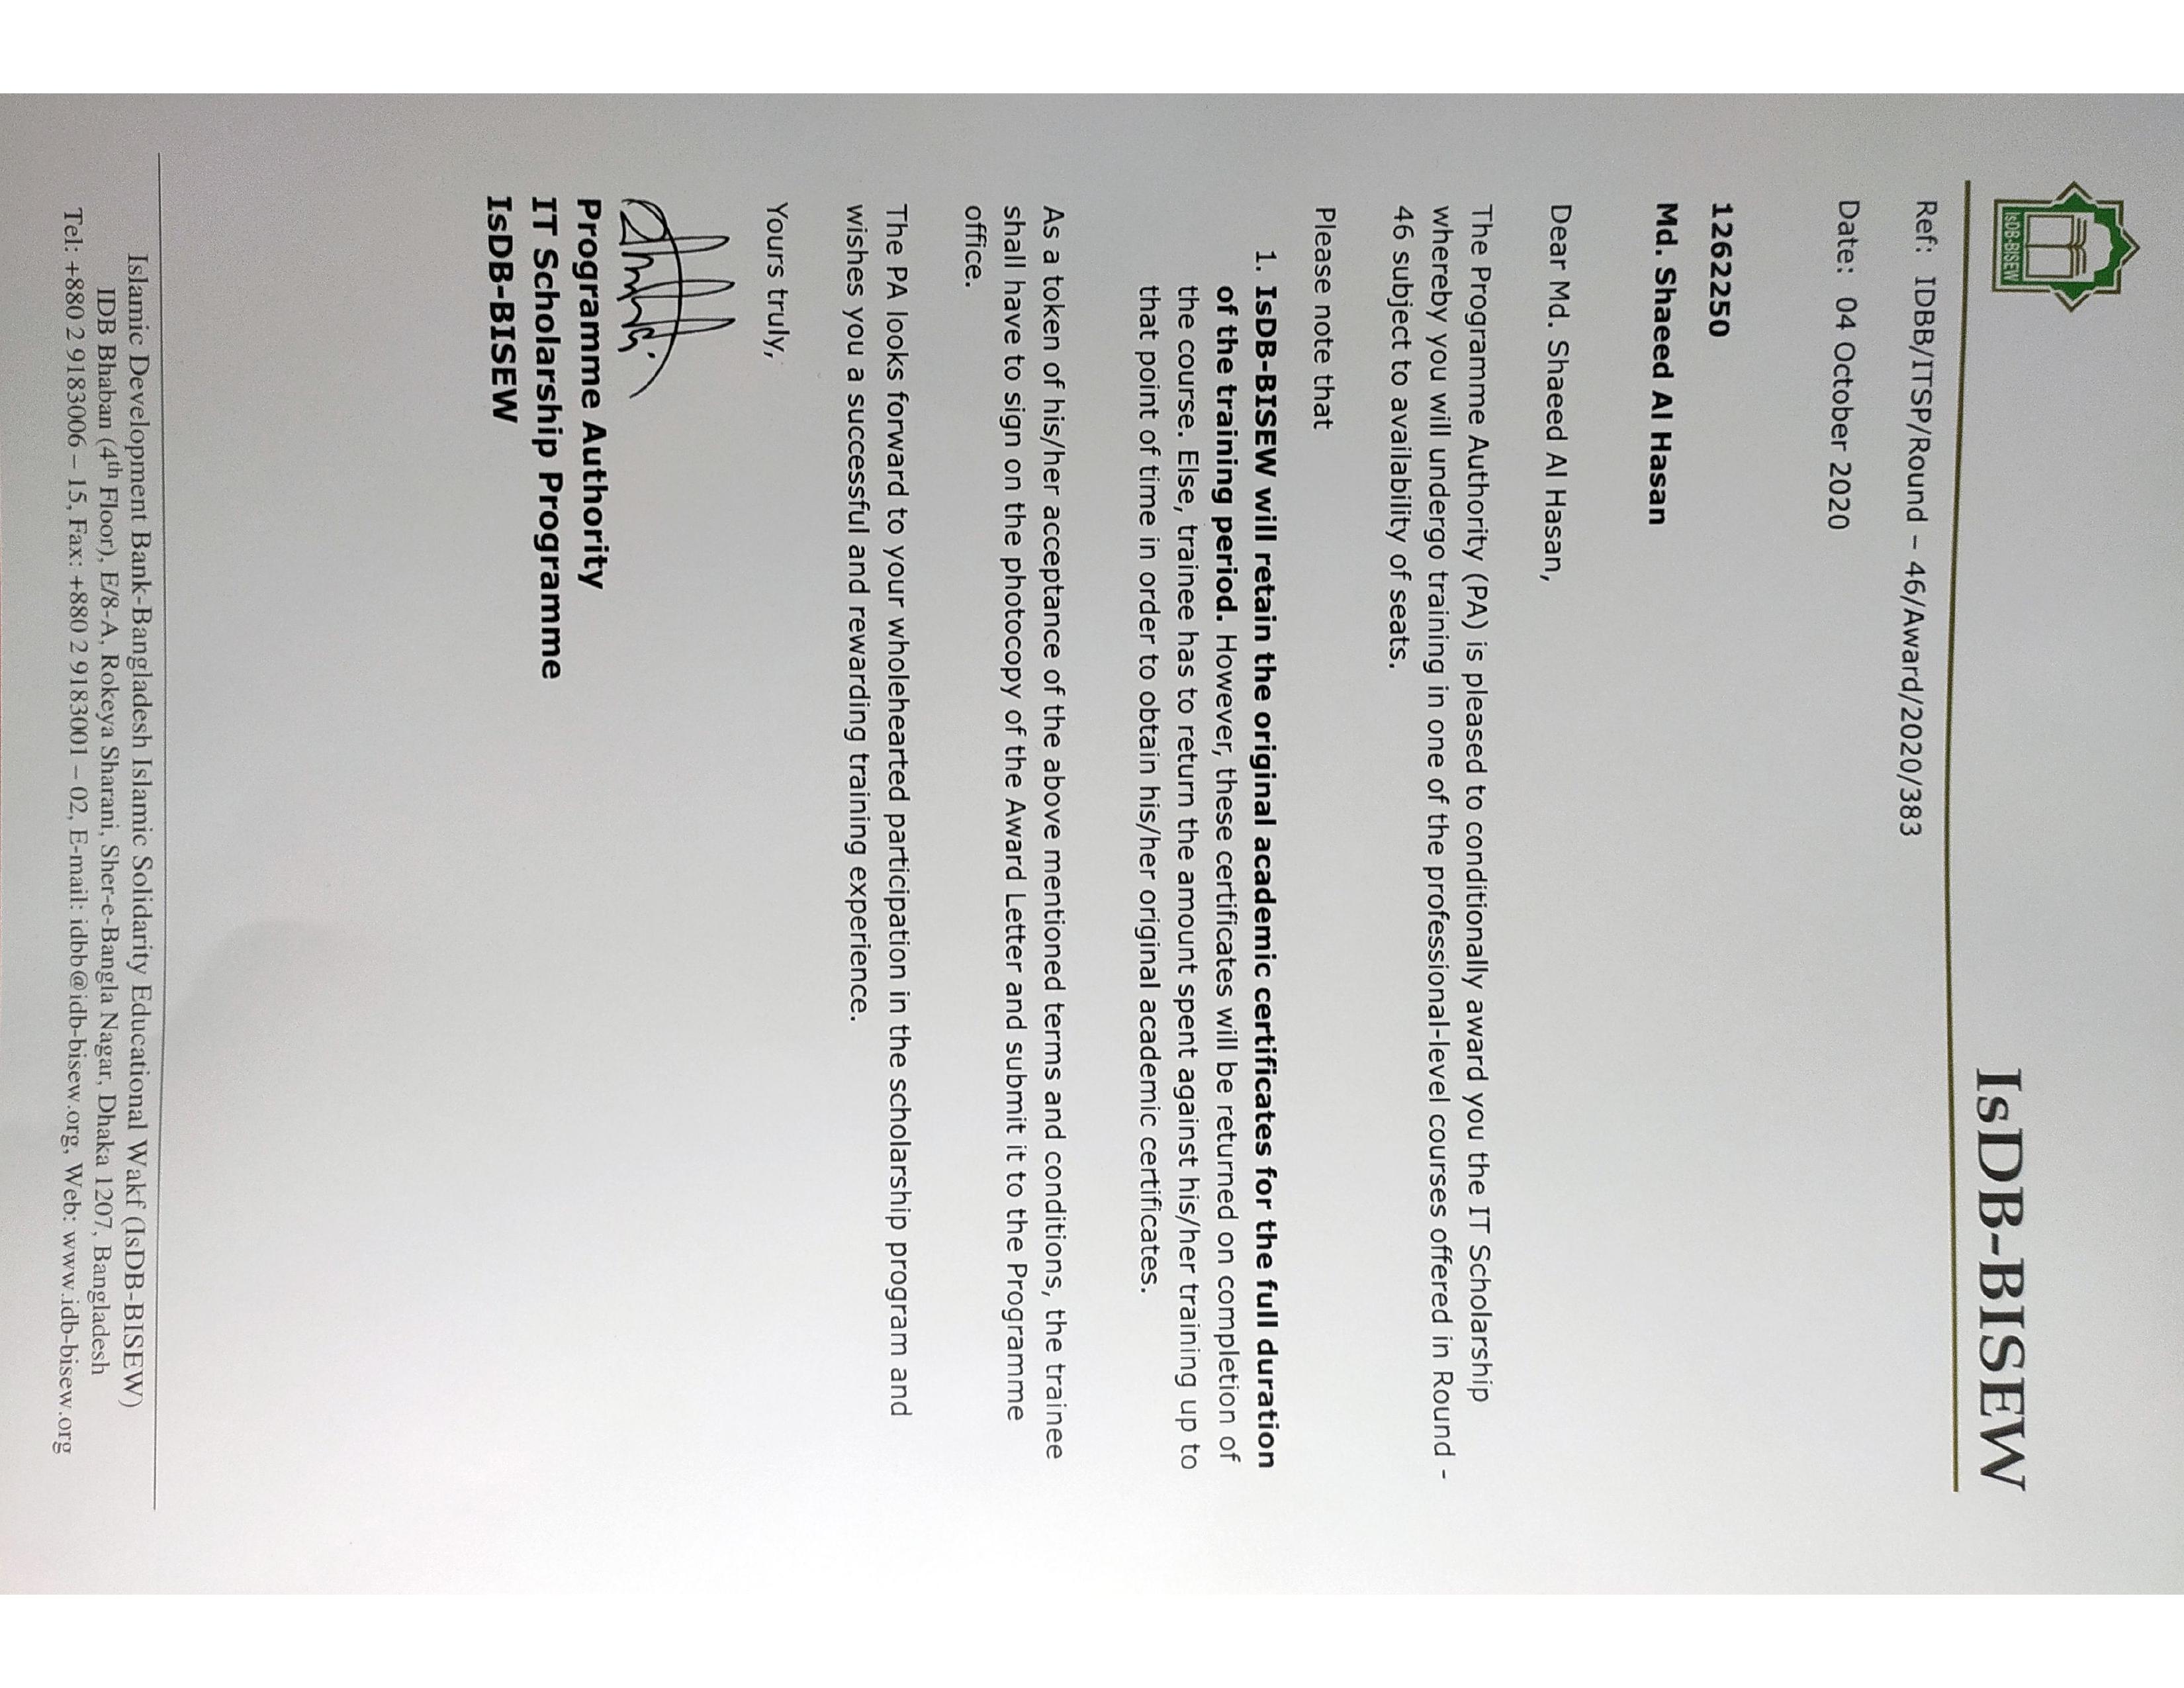 IsDB-BISEW
IsDB-BISEW
Ref: IDBB/ITSP/Round – 46/Award/2020/383
Date: 04 October 2020
1262250
Md. Shaeed Al Hasan
Dear Md. Shaeed Al Hasan,
The Programme Authority (PA) is pleased to conditionally award you the IT Scholarship
whereby you will undergo training in one of the professional-level courses offered in Round -
46 subject to availability of seats.
Please note that
1. IsDB-BISEW will retain the original academic certificates for the full duration
of the training period. However, these certificates will be returned on completion of
the course. Else, trainee has to return the amount spent against his/her training up to
that point of time in order to obtain his/her original academic certificates.
As a token of his/her acceptance of the above mentioned terms and conditions, the trainee
shall have to sign on the photocopy of the Award Letter and submit it to the Programme
office.
The PA looks forward to your wholehearted participation in the scholarship program and
wishes you a successful and rewarding training experience.
Yours truly,
Programme Authority
IT Scholarship Programme
IsDB-BISEW
Islamic Development Bank-Bangladesh Islamic Solidarity Educational Wakf (IsDB-BISEW)
IDB Bhaban (4th Floor), E/8-A, Rokeya Sharani, Sher-e-Bangla Nagar, Dhaka 1207, Bangladesh
Tel: +880 2 9183006 – 15, Fax: +880 2 9183001 – 02, E-mail: idbb@idb-bisew.org, Web: www.idb-bisew.org